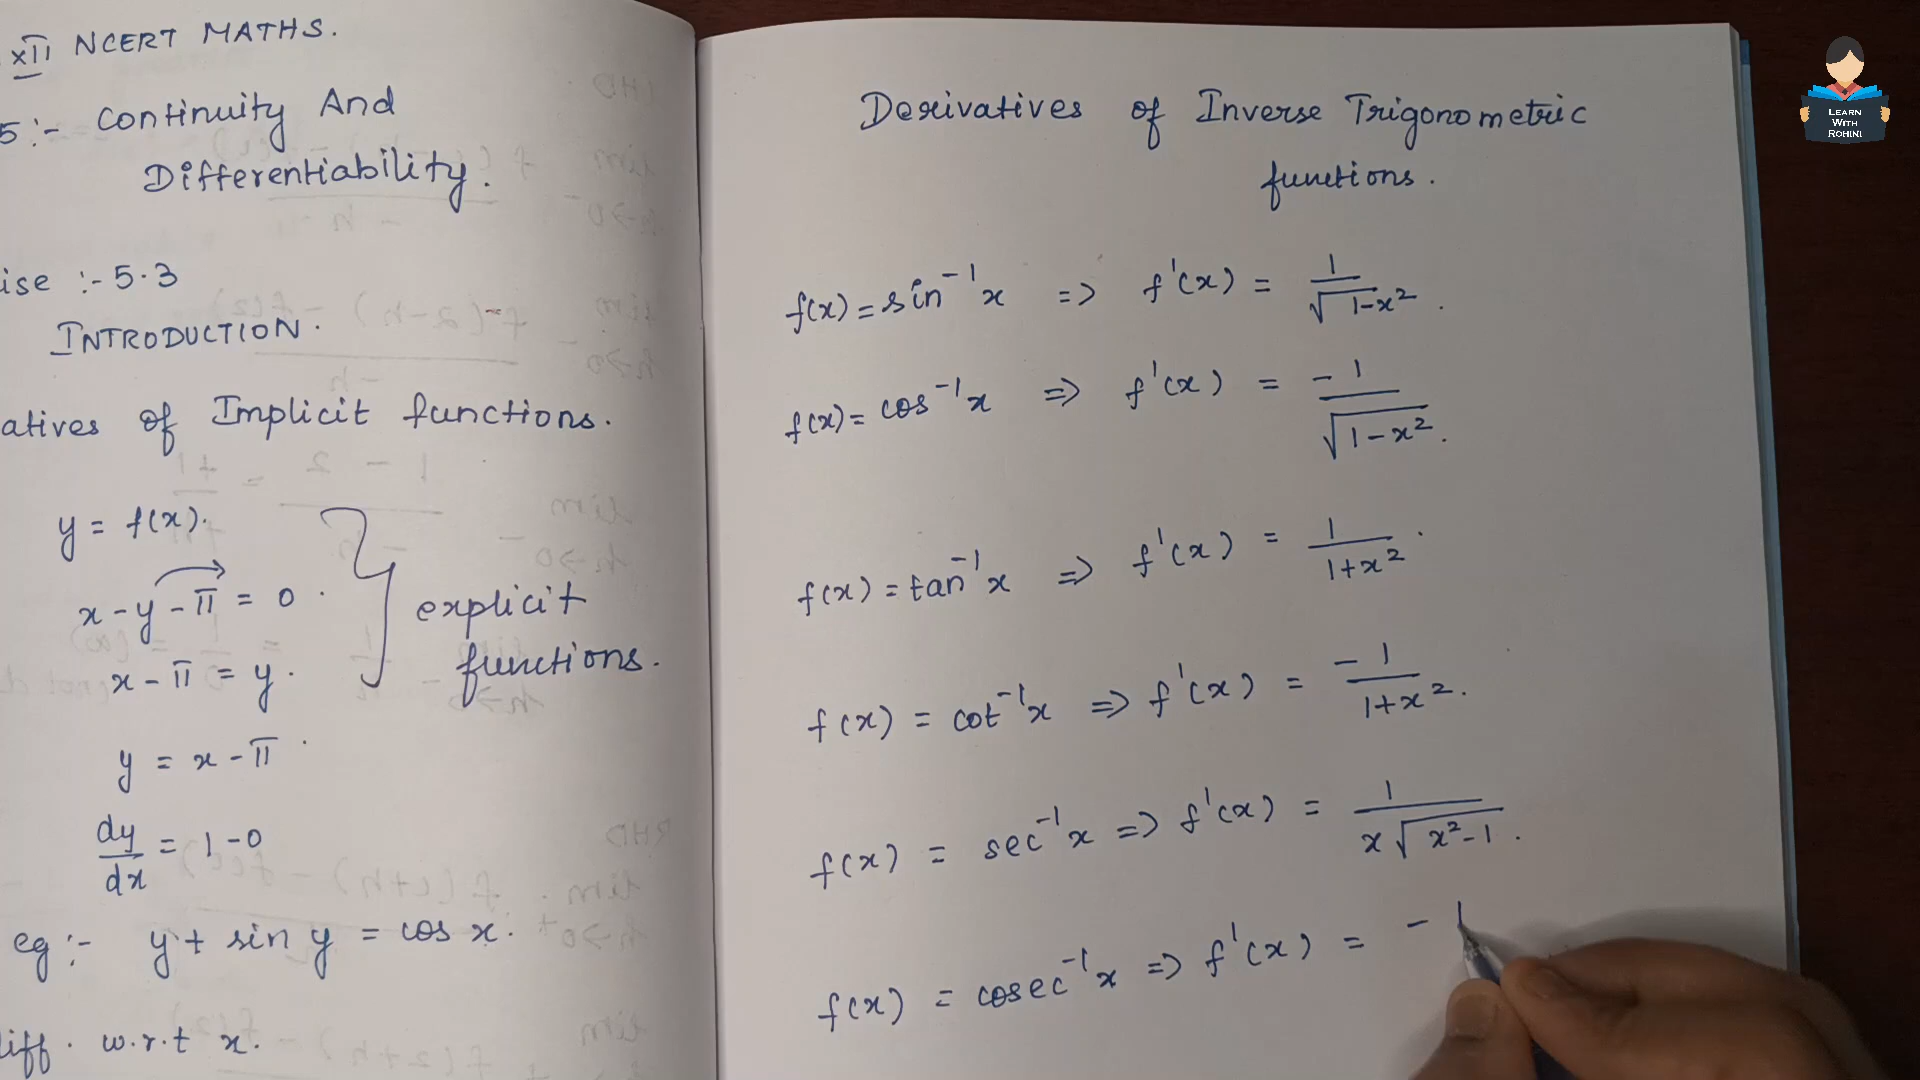 XII NCERT MATHS.
5 :- Continuity And
Differentiability.
ise :- 5.3
INTRODUCTION.
atives of Implicit functions.
y = f(x).
x - y - π = 0.
x - π = y.
explicit
functions.
y = x - π
dy/dx = 1 - 0
eg :- y + sin y = cos x.
iff. w.r.t x.
Derivatives of Inverse Trigonometric
functions.
f(x) = sin⁻¹x => f'(x) = 1/√1-x².
f(x) = cos⁻¹x => f'(x) = -1/√1-x².
f(x) = tan⁻¹x => f'(x) = 1/1+x².
f(x) = cot⁻¹x => f'(x) = -1/1+x².
f(x) = sec⁻¹x => f'(x) = 1/x√x²-1.
f(x) = cosec⁻¹x => f'(x) = -1
LEARN
WITH
ROHINI